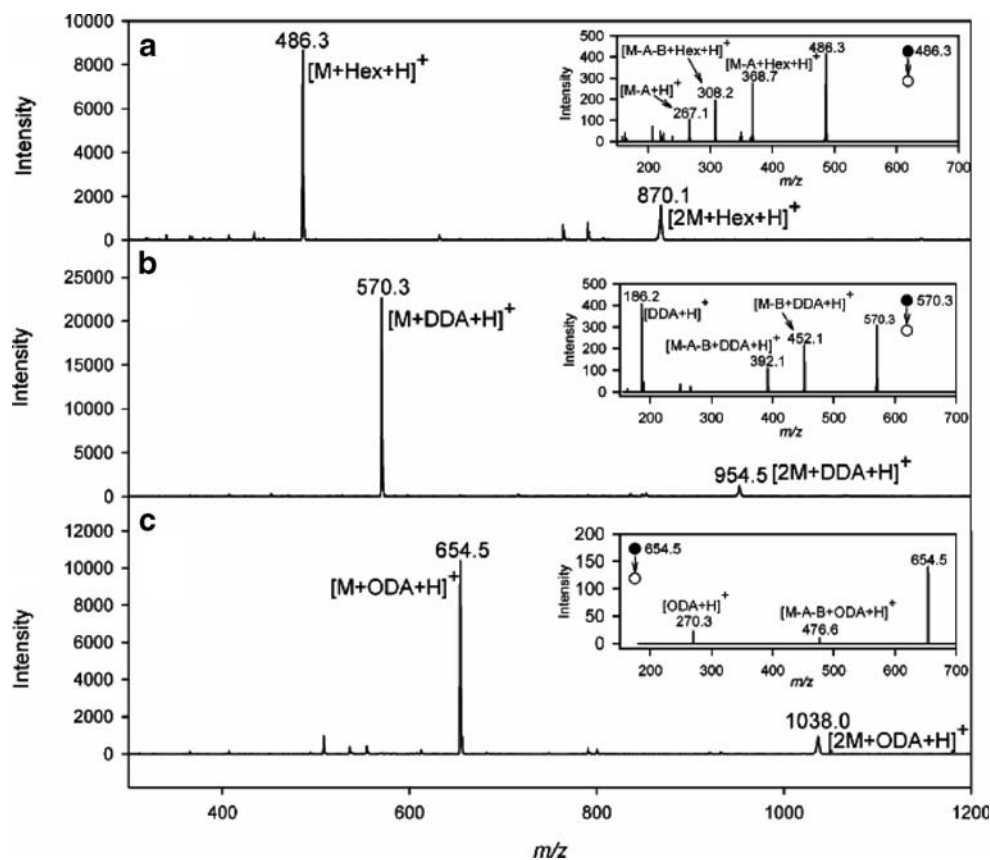 a
10000
8000
6000
4000
2000
0
Intensity
486.3
[M+Hex+H]+
870.1
[2M+Hex+H]+
500
400
300
200
100
0
Intensity
[M-A-B+Hex+H]+
[M-A+Hex+H]+
[M-A+H]+
267.1
308.2
368.7
486.3
486.3
200 300 400 500 600 700
m/z
b
25000
20000
15000
10000
5000
0
Intensity
570.3
[M+DDA+H]+
954.5 [2M+DDA+H]+
500
400
300
200
100
0
Intensity
186.2
[DDA+H]+
[M-B+DDA+H]+
452.1
[M-A-B+DDA+H]+
392.1
570.3
570.3
200 300 400 500 600 700
m/z
c
12000
10000
8000
6000
4000
2000
0
Intensity
654.5
[M+ODA+H]+
1038.0
[2M+ODA+H]+
200
150
100
50
0
Intensity
654.5
[ODA+H]+
270.3
[M-A-B+ODA+H]+
476.6
654.5
200 300 400 500 600 700
m/z
400 600 800 1000 1200
m/z